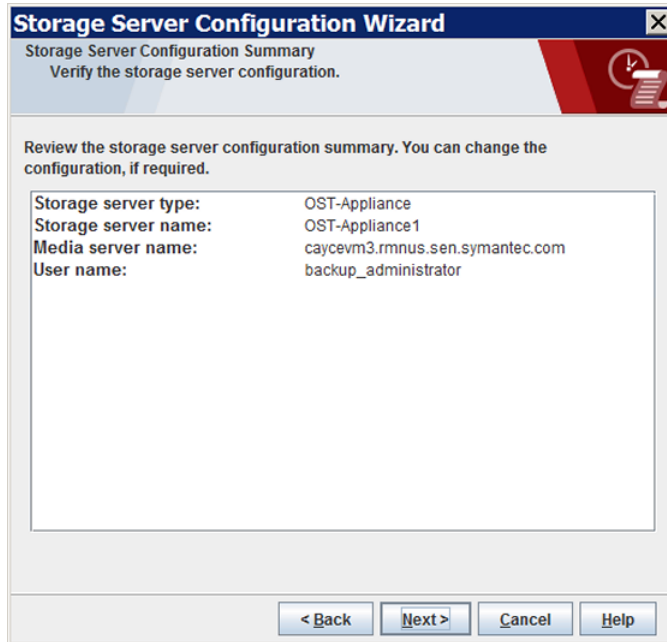 Storage Server Configuration Wizard
Storage Server Configuration Summary
Verify the storage server configuration.
Review the storage server configuration summary. You can change the
configuration, if required.
Storage server type: OST-Appliance
Storage server name: OST-Appliance1
Media server name: caycevm3.rmnus.sen.symantec.com
User name: backup_administrator
< Back Next > Cancel Help